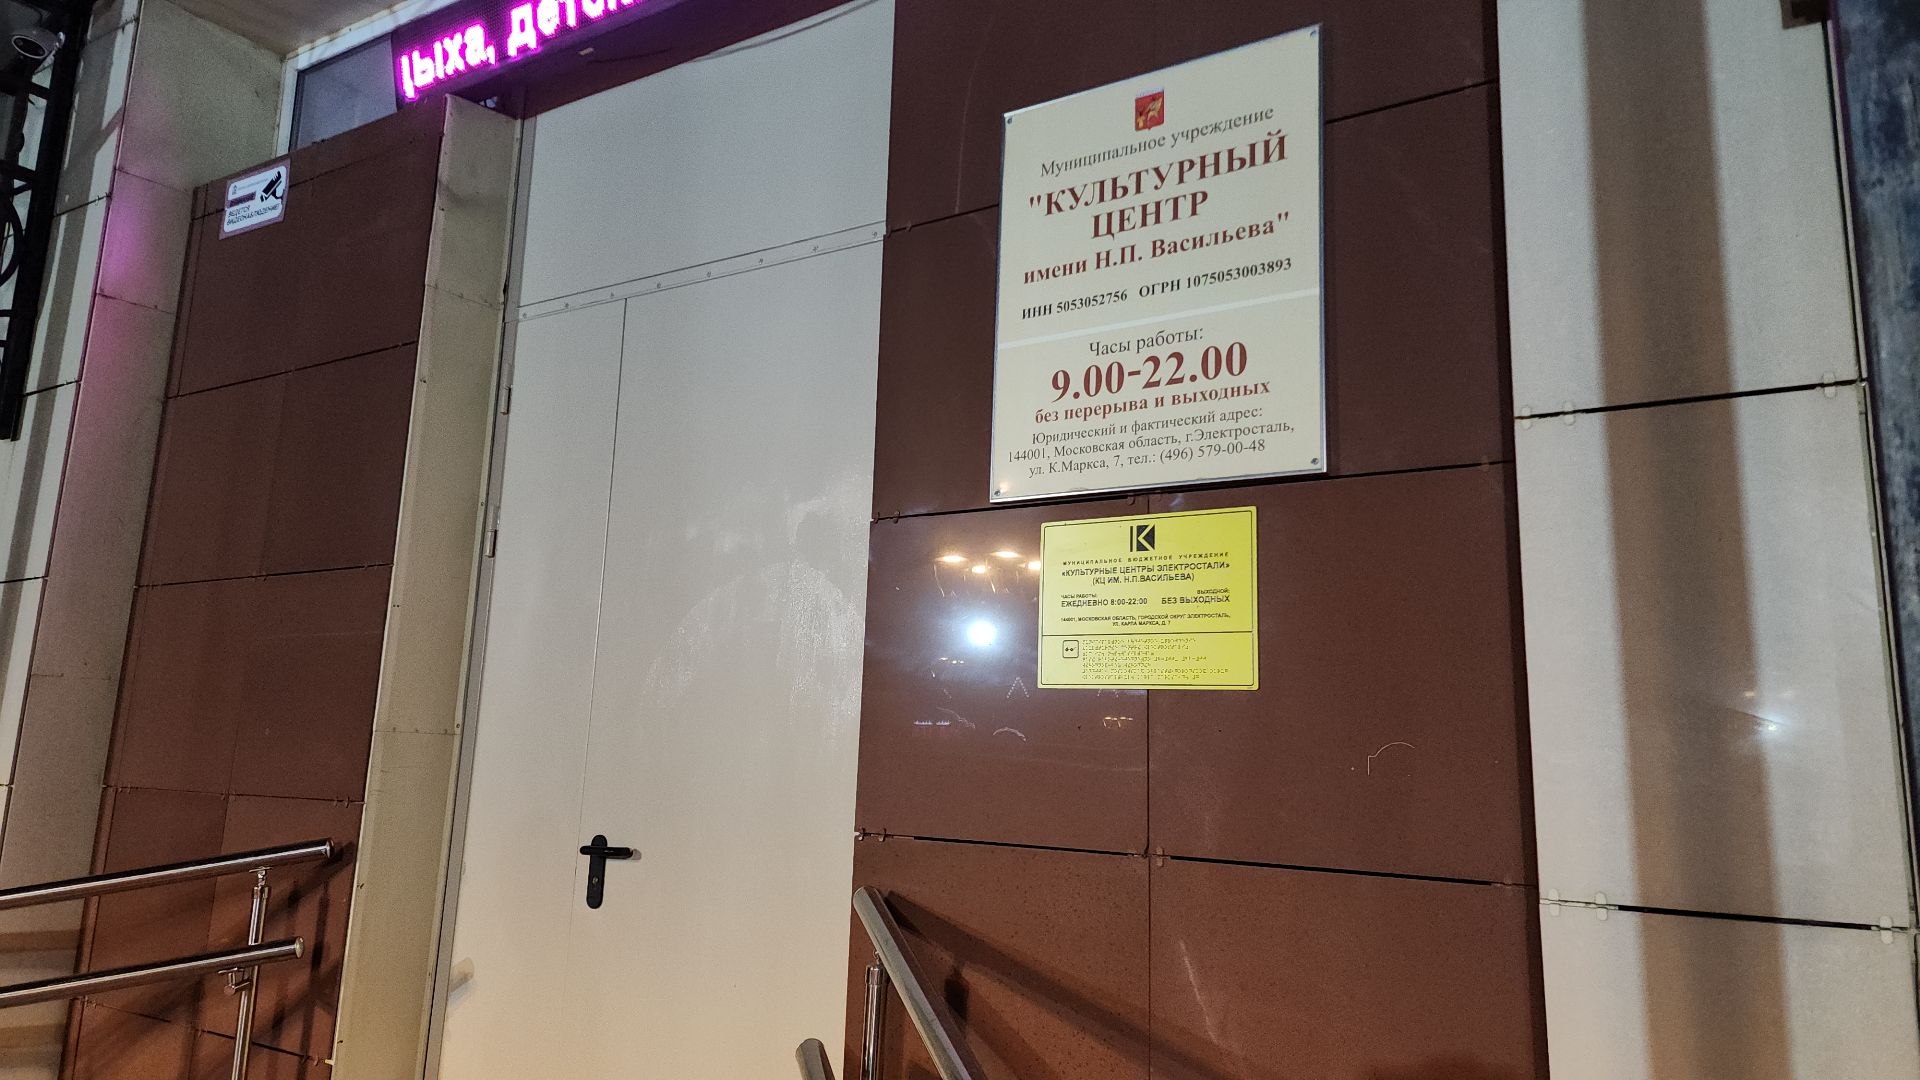 цыха, детск
ВЕДЕТСЯ
ВИДЕОНАБЛЮДЕНИЕ!
Муниципальное учреждение
"КУЛЬТУРНЫЙ
ЦЕНТР
имени Н.П. Васильева"
ИНН 5053052756 ОГРН 1075053003893
Часы работы:
9.00-22.00
без перерыва и выходных
Юридический и фактический адрес:
144001, Московская область, г.Электросталь,
ул. К.Маркса, 7, тел.: (496) 579-00-48
МУНИЦИПАЛЬНОЕ БЮДЖЕТНОЕ УЧРЕЖДЕНИЕ
«КУЛЬТУРНЫЕ ЦЕНТРЫ ЭЛЕКТРОСТАЛИ»
(КЦ ИМ. Н.П.ВАСИЛЬЕВА)
ЧАСЫ РАБОТЫ: ВЫХОДНОЙ:
ЕЖЕДНЕВНО 8:00-22:00 БЕЗ ВЫХОДНЫХ
144001, МОСКОВСКАЯ ОБЛАСТЬ, ГОРОДСКОЙ ОКРУГ ЭЛЕКТРОСТАЛЬ,
УЛ. КАРЛА МАРКСА, Д. 7